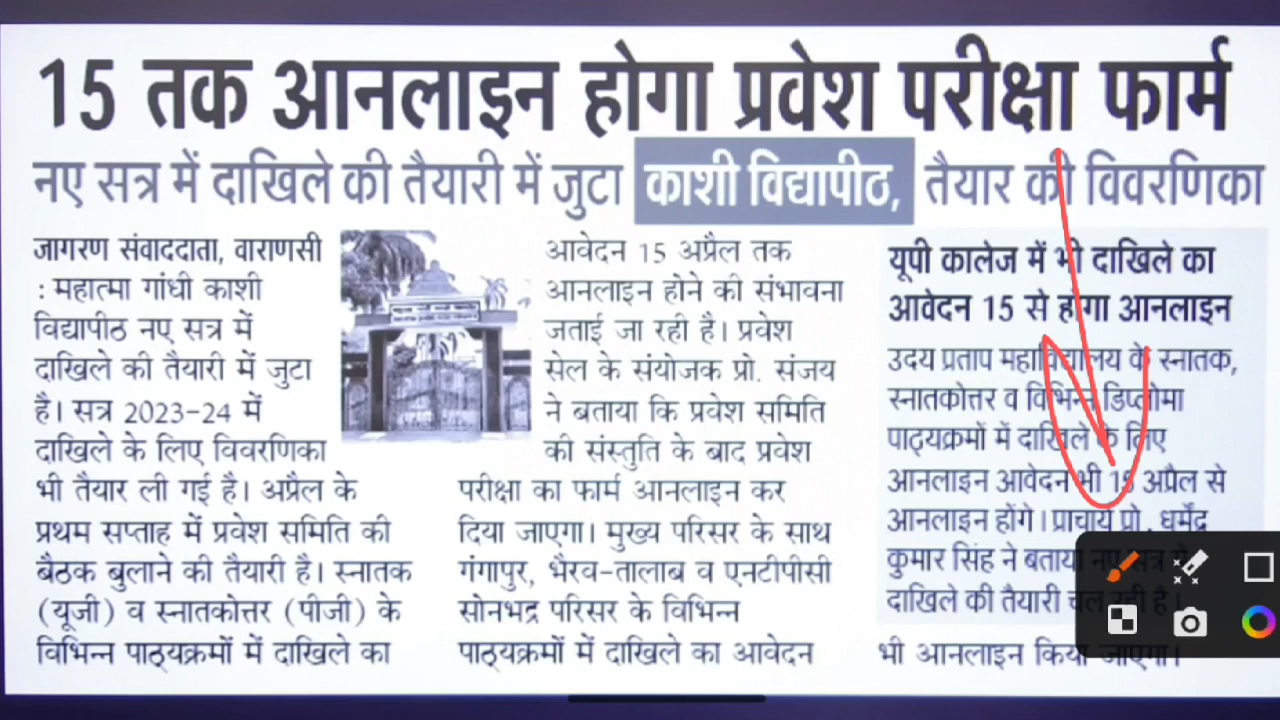 15 तक आनलाइन होगा प्रवेश परीक्षा फार्म
नए सत्र में दाखिले की तैयारी में जुटा काशी विद्यापीठ, तैयार की विवरणिका
जागरण संवाददाता, वाराणसी
: महात्मा गांधी काशी
विद्यापीठ नए सत्र में
दाखिले की तैयारी में जुटा
है। सत्र 2023-24 में
दाखिले के लिए विवरणिका
भी तैयार ली गई है। अप्रैल के
प्रथम सप्ताह में प्रवेश समिति की
बैठक बुलाने की तैयारी है। स्नातक
(यूजी) व स्नातकोत्तर (पीजी) के
विभिन्न पाठ्यक्रमों में दाखिले का
आवेदन 15 अप्रैल तक
आनलाइन होने की संभावना
जताई जा रही है। प्रवेश
सेल के संयोजक प्रो. संजय
ने बताया कि प्रवेश समिति
की संस्तुति के बाद प्रवेश
परीक्षा का फार्म आनलाइन कर
दिया जाएगा। मुख्य परिसर के साथ
गंगापुर, भैरव-तालाब व एनटीपीसी
सोनभद्र परिसर के विभिन्न
पाठ्यक्रमों में दाखिले का आवेदन
भी आनलाइन किया जाएगा।
यूपी कालेज में भी दाखिले का
आवेदन 15 से होगा आनलाइन
उदय प्रताप महाविद्यालय के स्नातक,
स्नातकोत्तर व विभिन्न डिप्लोमा
पाठ्यक्रमों में दाखिले के लिए
आनलाइन आवेदन भी 15 अप्रैल से
आनलाइन होंगे। प्राचार्य प्रो. धर्मेंद्र
कुमार सिंह ने बताया नए सत्र में
दाखिले की तैयारी चल रही है।